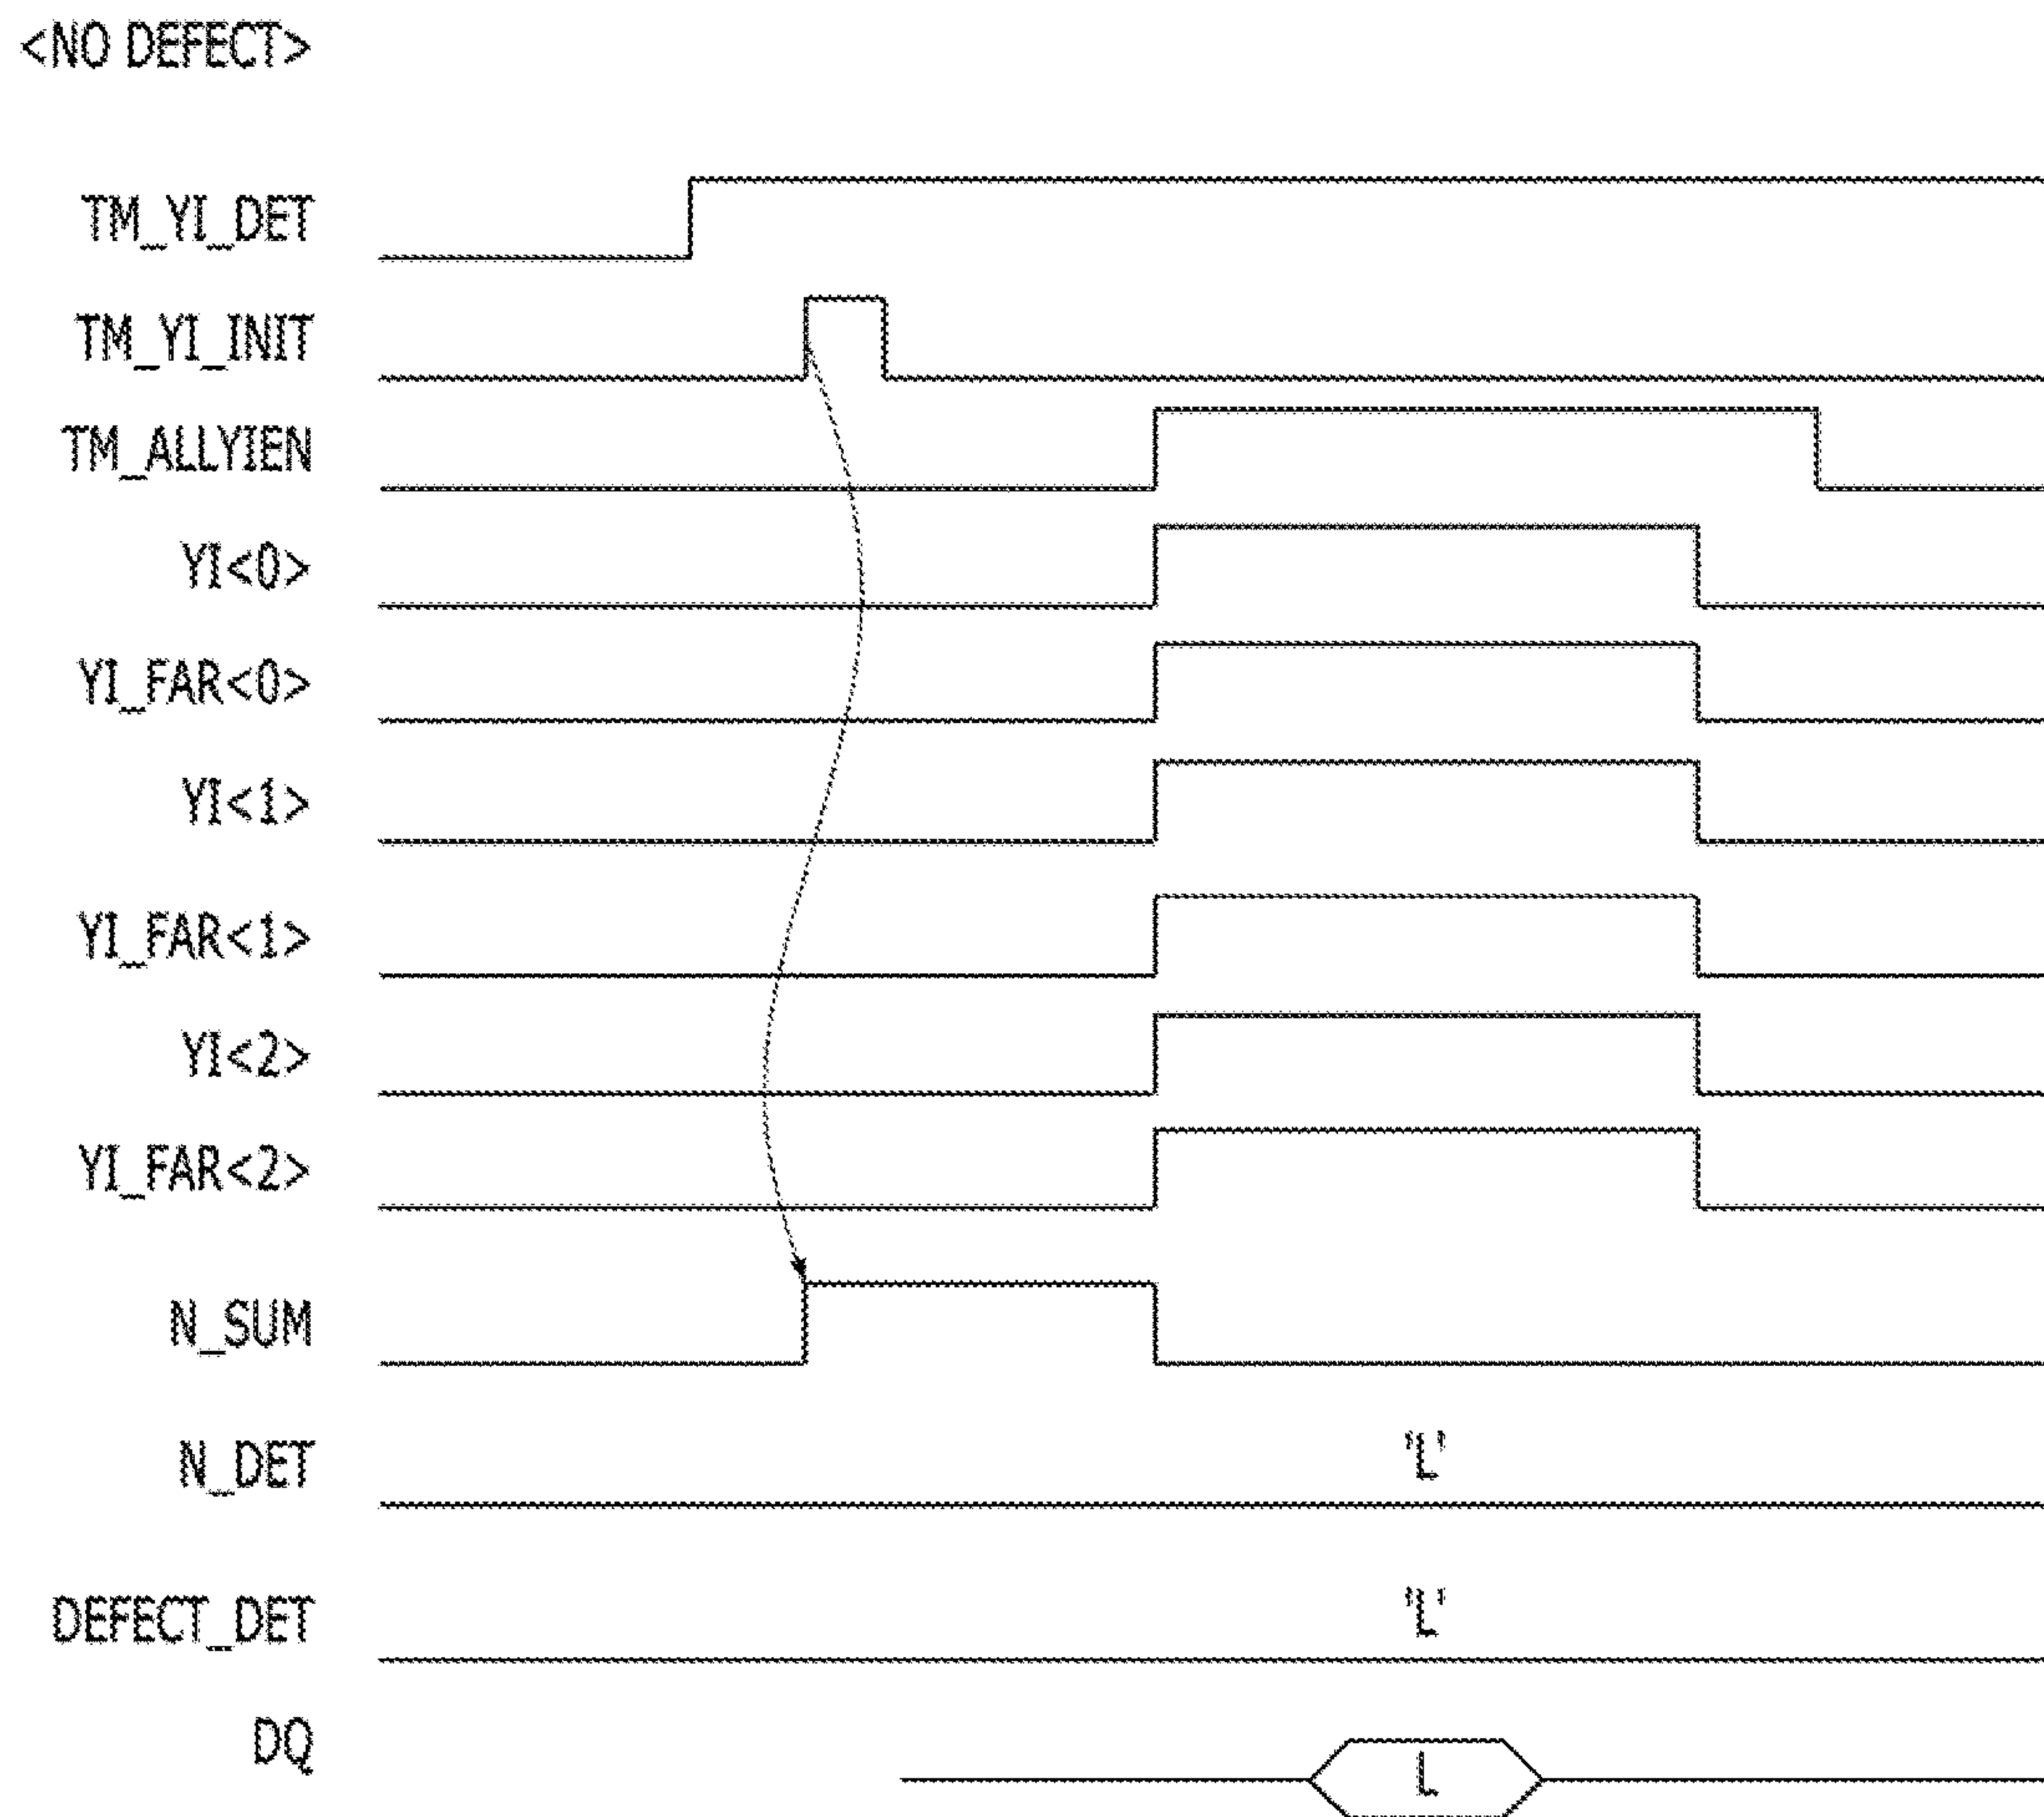 <NO DEFECT>
TM_YI_DET
TM_YI_INIT
TM_ALLYIEN
YI<0>
YI_FAR<0>
YI<1>
YI_FAR<1>
YI<2>
YI_FAR<2>
N_SUM
N_DET 'L'
DEFECT_DET 'L'
DQ L